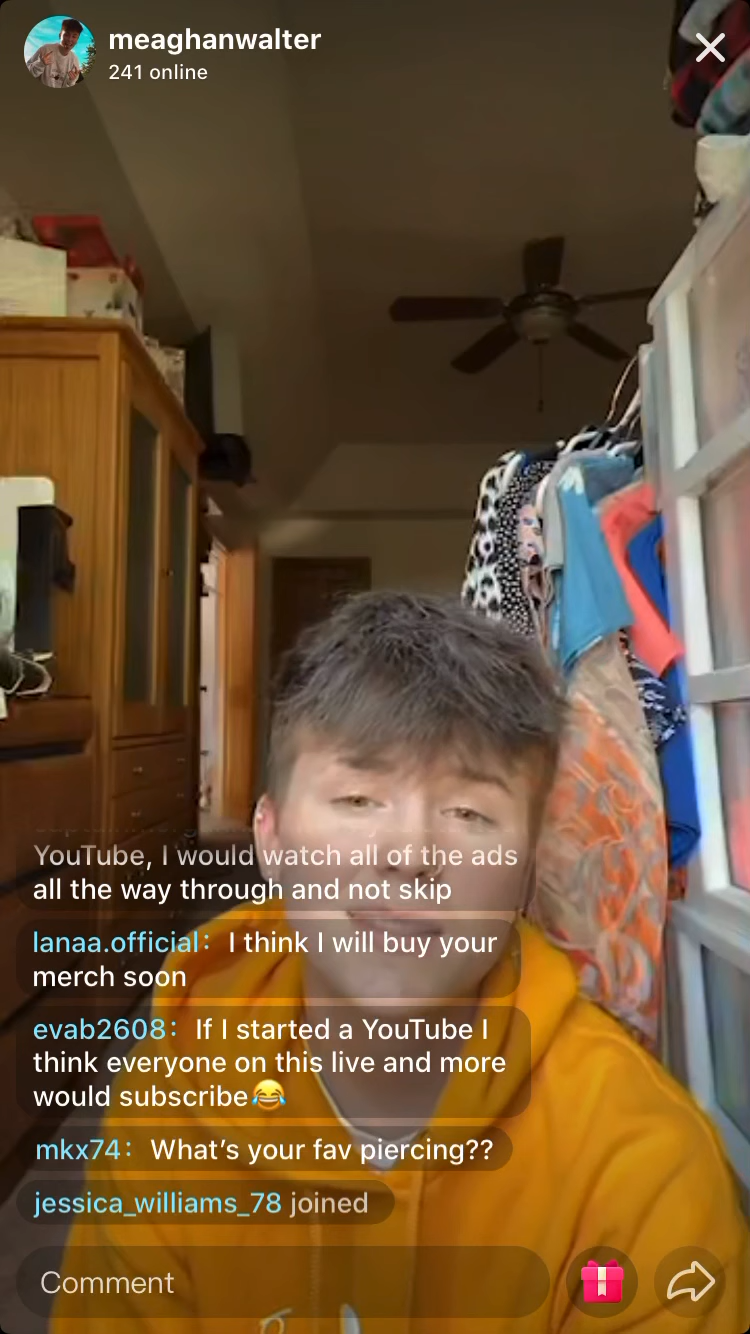 meaghanwalter
241 online
YouTube, I would watch all of the ads
all the way through and not skip
lanaa.official: I think I will buy your
merch soon
evab2608: If I started a YouTube I
think everyone on this live and more
would subscribe😂
mkx74: What's your fav piercing??
jessica_williams_78 joined
Comment